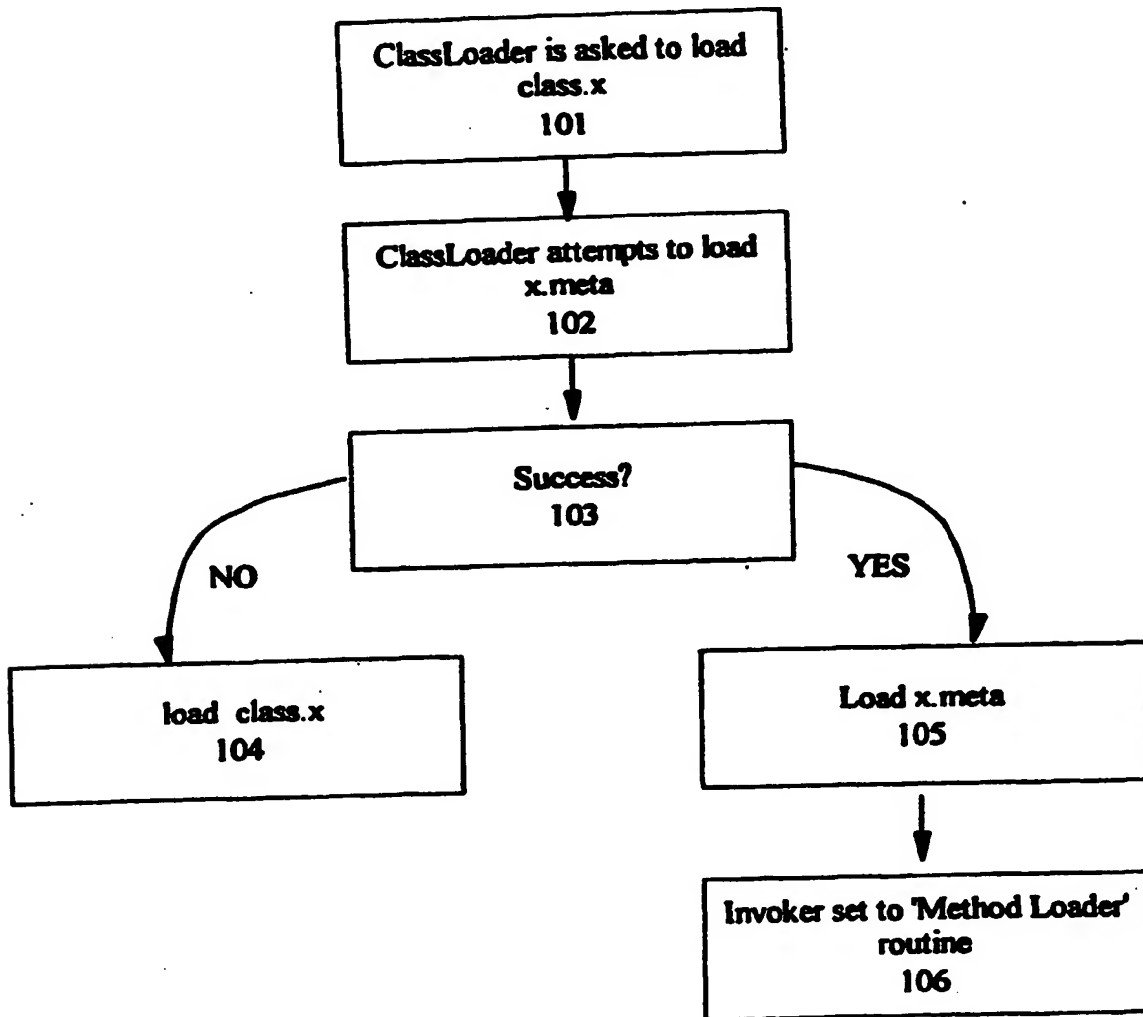 ClassLoader is asked to load
class.x
101
ClassLoader attempts to load
x.meta
102
Success?
103
NO
YES
load class.x
104
Load x.meta
105
Invoker set to 'Method Loader'
routine
106